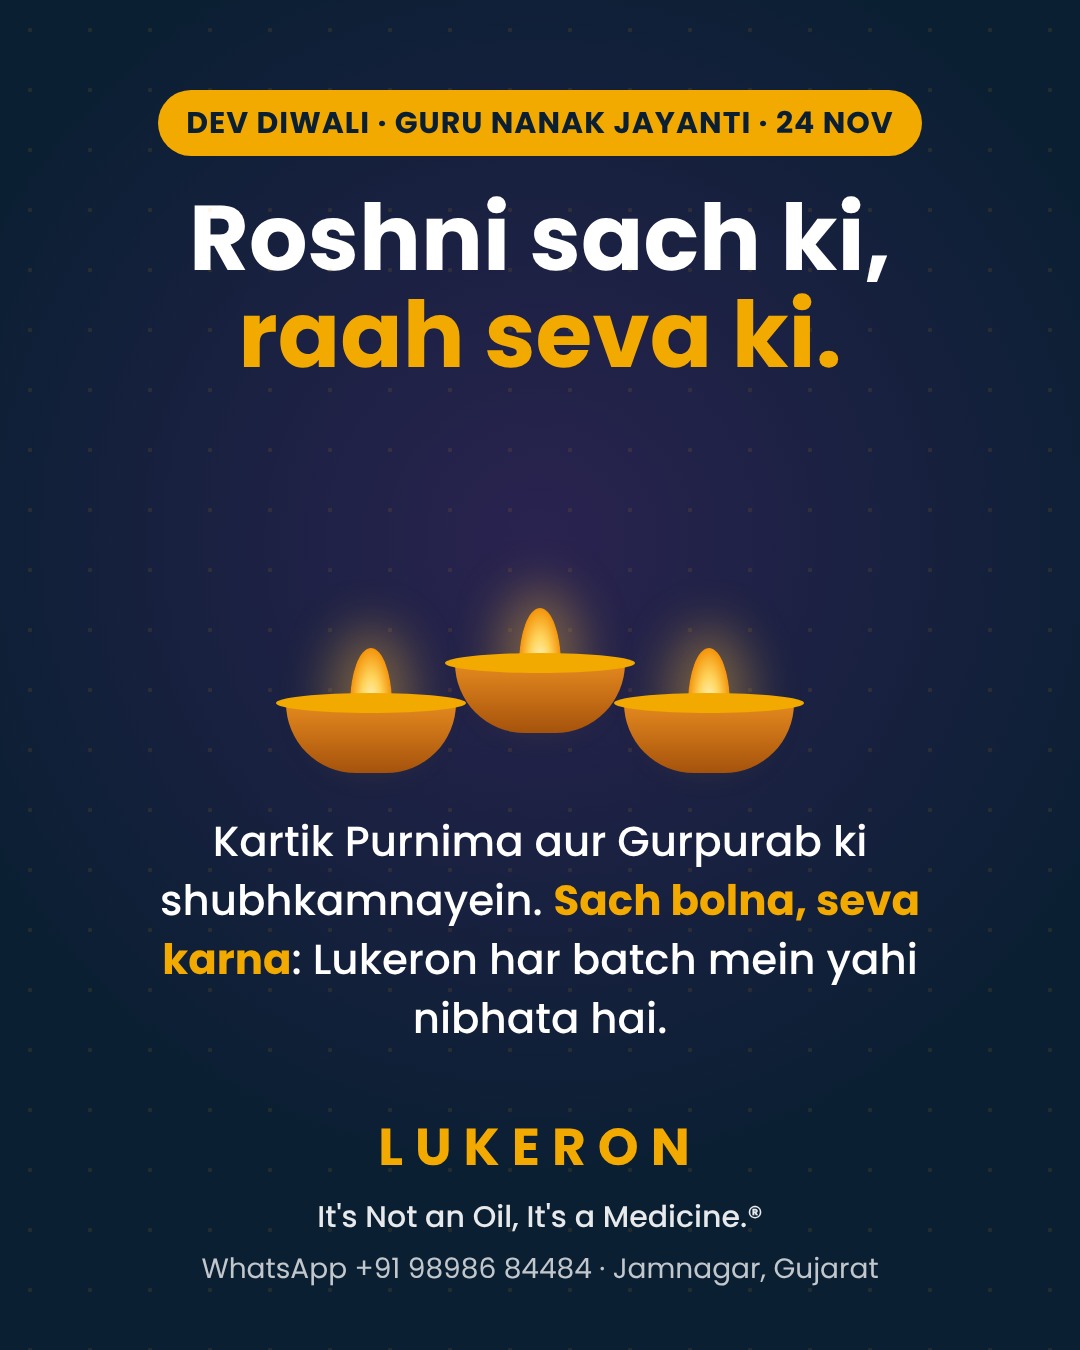 DEV DIWALI · GURU NANAK JAYANTI · 24 NOV
Roshni sach ki,
raah seva ki.
Kartik Purnima aur Gurpurab ki
shubhkamnayein. Sach bolna, seva
karna: Lukeron har batch mein yahi
nibhata hai.
LUKERON
It's Not an Oil, It's a Medicine.®
WhatsApp +91 98986 84484 · Jamnagar, Gujarat